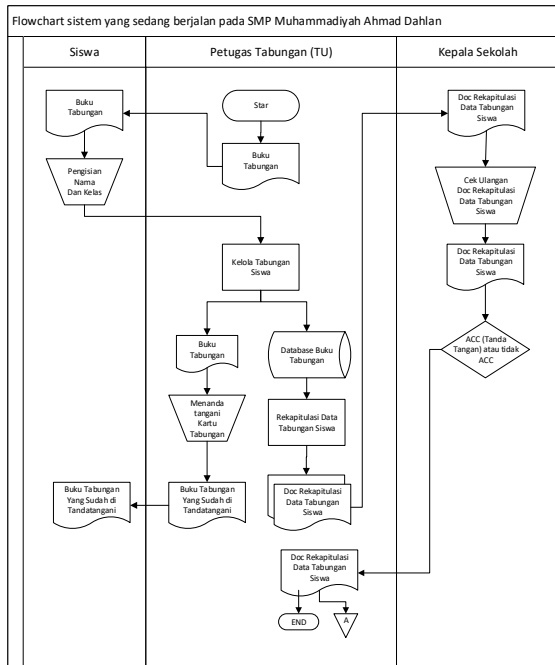 Flowchart sistem yang sedang berjalan pada SMP Muhammadiyah Ahmad Dahlan
Siswa
Petugas Tabungan (TU)
Kepala Sekolah
Buku
Tabungan
Star
Doc Rekapitulasi
Data Tabungan
Siswa
Pengisian
Nama
Dan Kelas
Buku
Tabungan
Cek Ulangan
Doc Rekapitulasi
Data Tabungan
Siswa
Kelola Tabungan
Siswa
Doc Rekapitulasi
Data Tabungan
Siswa
Buku
Tabungan
Database Buku
Tabungan
ACC (Tanda
Tangan) atau tidak
ACC
Menanda
tangani
Kartu
Tabungan
Rekapitulasi Data
Tabungan Siswa
Buku Tabungan
Yang Sudah di
Tandatangani
Buku Tabungan
Yang Sudah di
Tandatangani
Doc Rekapitulasi
Data Tabungan
Siswa
Doc Rekapitulasi
Data Tabungan
Siswa
END
A